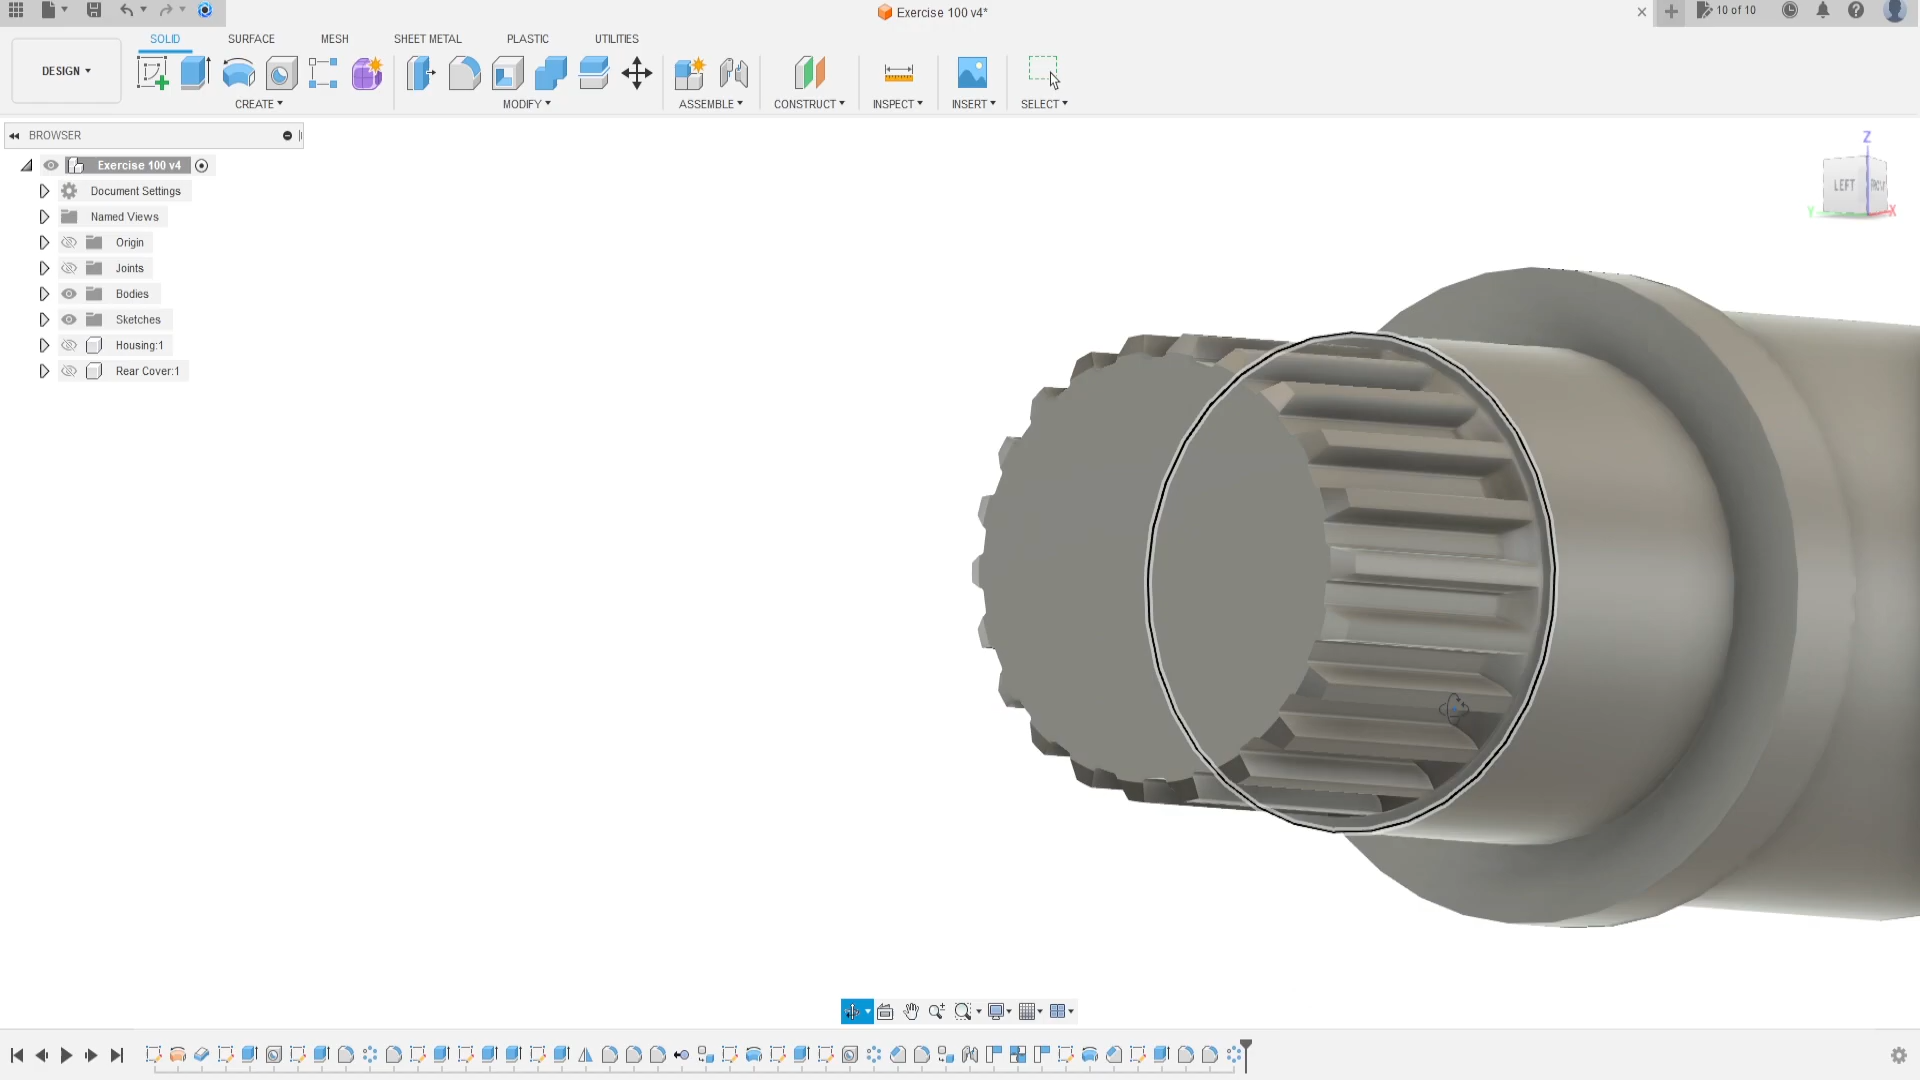 Exercise 100 v4*
10 of 10
SOLID
SURFACE
MESH
SHEET METAL
PLASTIC
UTILITIES
DESIGN
CREATE
MODIFY
ASSEMBLE
CONSTRUCT
INSPECT
INSERT
SELECT
BROWSER
Exercise 100 v4
Document Settings
Named Views
Origin
Joints
Bodies
Sketches
Housing:1
Rear Cover:1
Z
LEFT
Y
X